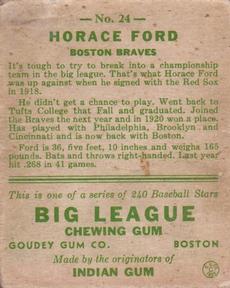 — No. 24 —
HORACE FORD
BOSTON BRAVES
It's tough to try to break into a championship
team in the big league. That's what Horace Ford
was up against when he signed with the Red Sox
in 1918.
He didn't get a chance to play. Went back to
Tufts College that Fall and graduated. Joined
the Braves the next year and in 1920 won a place.
Has played with Philadelphia, Brooklyn and
Cincinnati and is now back with Boston.
Ford is 36, five feet, 10 inches and weighs 165
pounds. Bats and throws right-handed. Last year
hit .268 in 41 games.
This is one of a series of 240 Baseball Stars
BIG LEAGUE
CHEWING GUM
GOUDEY GUM CO. BOSTON
Made by the originators of
INDIAN GUM